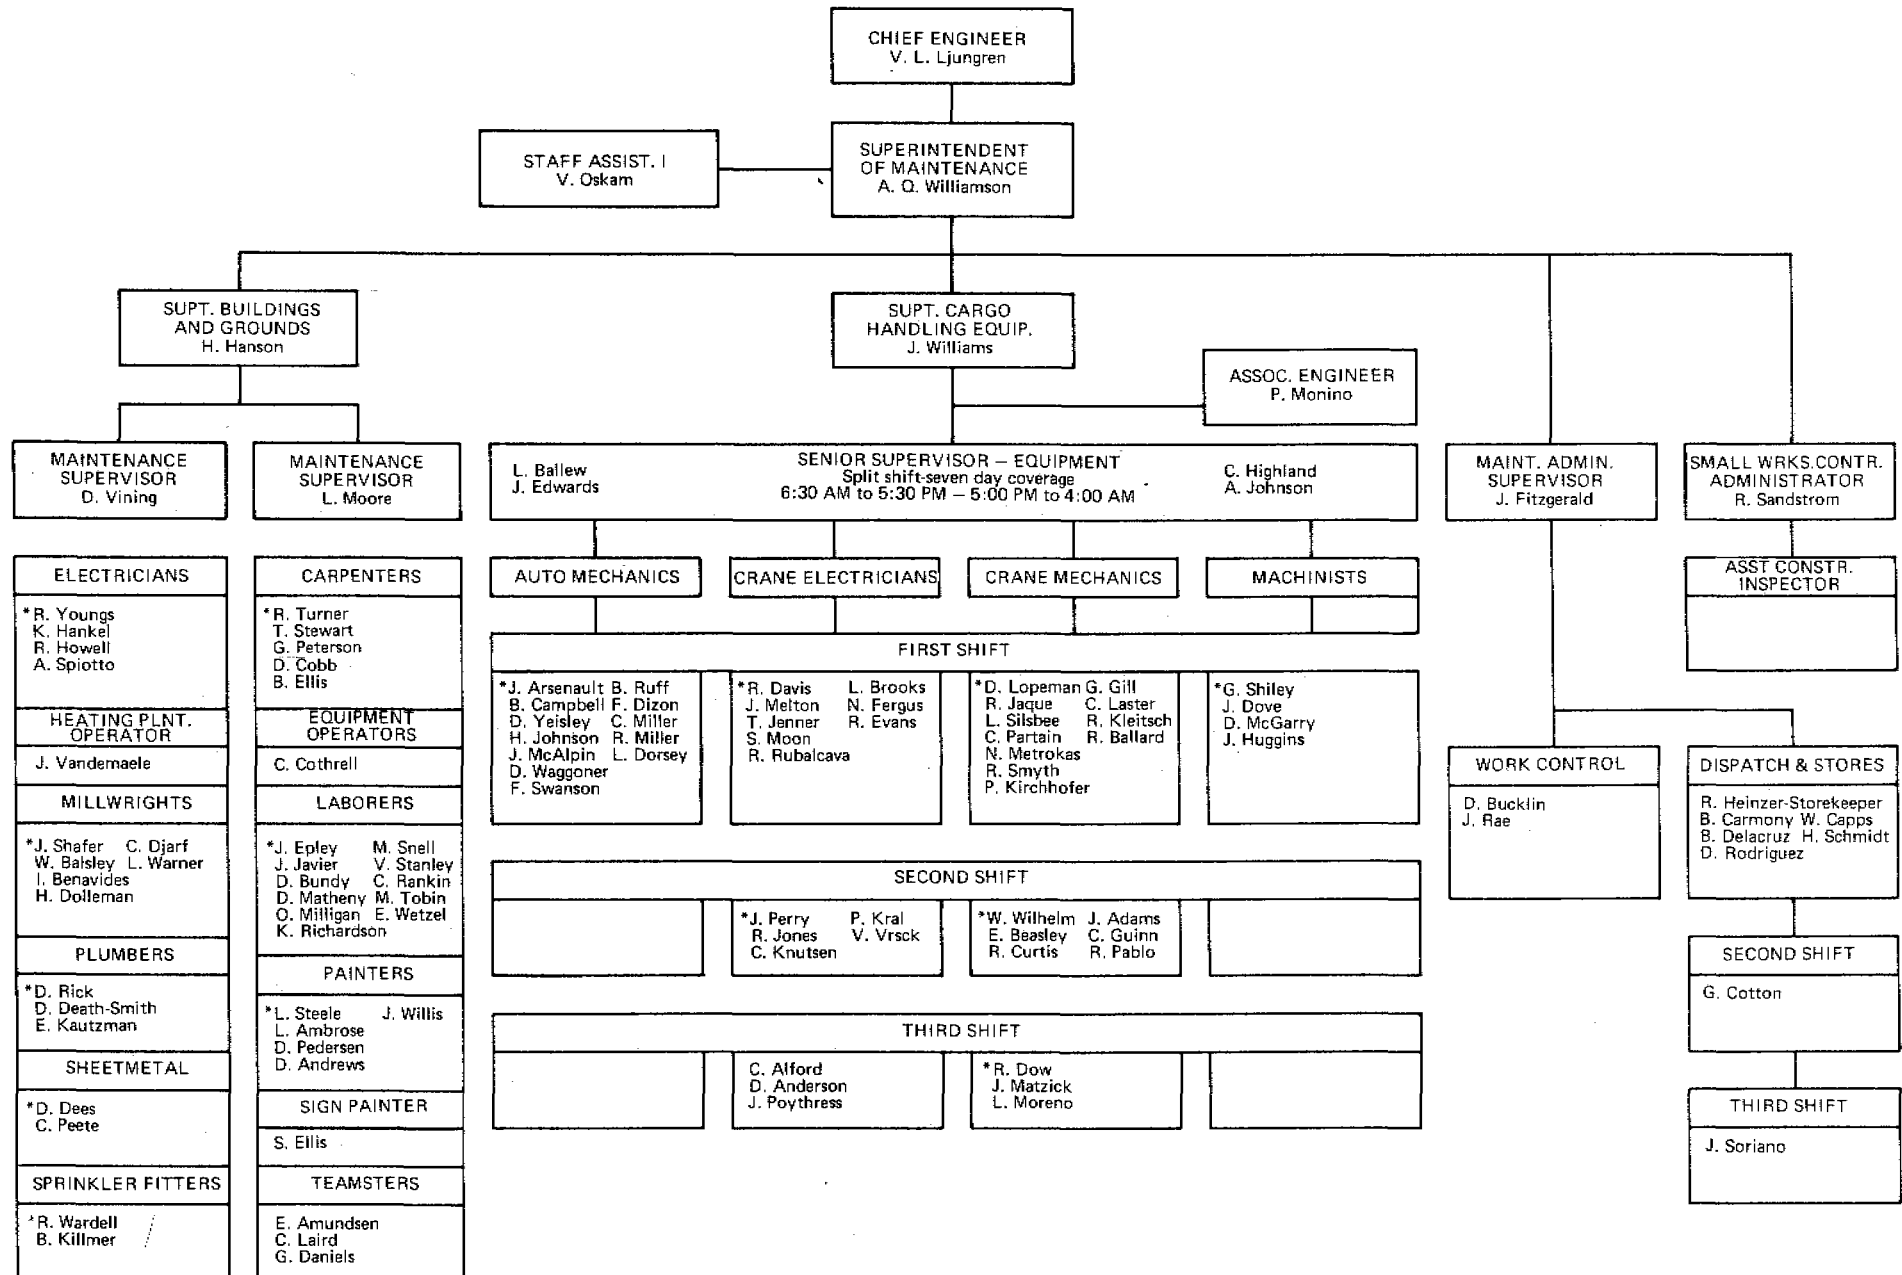 CHIEF ENGINEER
V. L. Ljungren
STAFF ASSIST. I
V. Oskam
SUPERINTENDENT
OF MAINTENANCE
A. Q. Williamson
SUPT. BUILDINGS
AND GROUNDS
H. Hanson
SUPT. CARGO
HANDLING EQUIP.
J. Williams
ASSOC. ENGINEER
P. Monino
MAINTENANCE
SUPERVISOR
D. Vining
MAINTENANCE
SUPERVISOR
L. Moore
L. Ballew
J. Edwards
SENIOR SUPERVISOR – EQUIPMENT
Split shift-seven day coverage
6:30 AM to 5:30 PM – 5:00 PM to 4:00 AM
C. Highland
A. Johnson
MAINT. ADMIN.
SUPERVISOR
J. Fitzgerald
SMALL WRKS.CONTR.
ADMINISTRATOR
R. Sandstrom
ELECTRICIANS
*R. Youngs
K. Hankel
R. Howell
A. Spiotto
HEATING PLNT.
OPERATOR
J. Vandemaele
MILLWRIGHTS
*J. Shafer C. Djarf
W. Balsley L. Warner
I. Benavides
H. Dolleman
PLUMBERS
*D. Rick
D. Death-Smith
E. Kautzman
SHEETMETAL
*D. Dees
C. Peete
SPRINKLER FITTERS
*R. Wardell
B. Killmer
CARPENTERS
*R. Turner
T. Stewart
G. Peterson
D. Cobb
B. Ellis
EQUIPMENT
OPERATORS
C. Cothrell
LABORERS
*J. Epley M. Snell
J. Javier V. Stanley
D. Bundy C. Rankin
D. Matheny M. Tobin
O. Milligan E. Wetzel
K. Richardson
PAINTERS
*L. Steele J. Willis
L. Ambrose
D. Pedersen
D. Andrews
SIGN PAINTER
S. Ellis
TEAMSTERS
E. Amundsen
C. Laird
G. Daniels
AUTO MECHANICS
CRANE ELECTRICIANS
CRANE MECHANICS
MACHINISTS
FIRST SHIFT
*J. Arsenault B. Ruff
B. Campbell F. Dizon
D. Yeisley C. Miller
H. Johnson R. Miller
J. McAlpin L. Dorsey
D. Waggoner
F. Swanson
*R. Davis L. Brooks
J. Melton N. Fergus
T. Jenner R. Evans
S. Moon
R. Rubalcava
*D. Lopeman G. Gill
R. Jaque C. Laster
L. Silsbee R. Kleitsch
C. Partain R. Ballard
N. Metrokas
R. Smyth
P. Kirchhofer
*G. Shiley
J. Dove
D. McGarry
J. Huggins
SECOND SHIFT
*J. Perry P. Kral
R. Jones V. Vrsck
C. Knutsen
*W. Wilhelm J. Adams
E. Beasley C. Guinn
R. Curtis R. Pablo
THIRD SHIFT
C. Alford
D. Anderson
J. Poythress
*R. Dow
J. Matzick
L. Moreno
ASST CONSTR.
INSPECTOR
WORK CONTROL
D. Bucklin
J. Rae
DISPATCH & STORES
R. Heinzer-Storekeeper
B. Carmony W. Capps
B. Delacruz H. Schmidt
D. Rodriguez
SECOND SHIFT
G. Cotton
THIRD SHIFT
J. Soriano